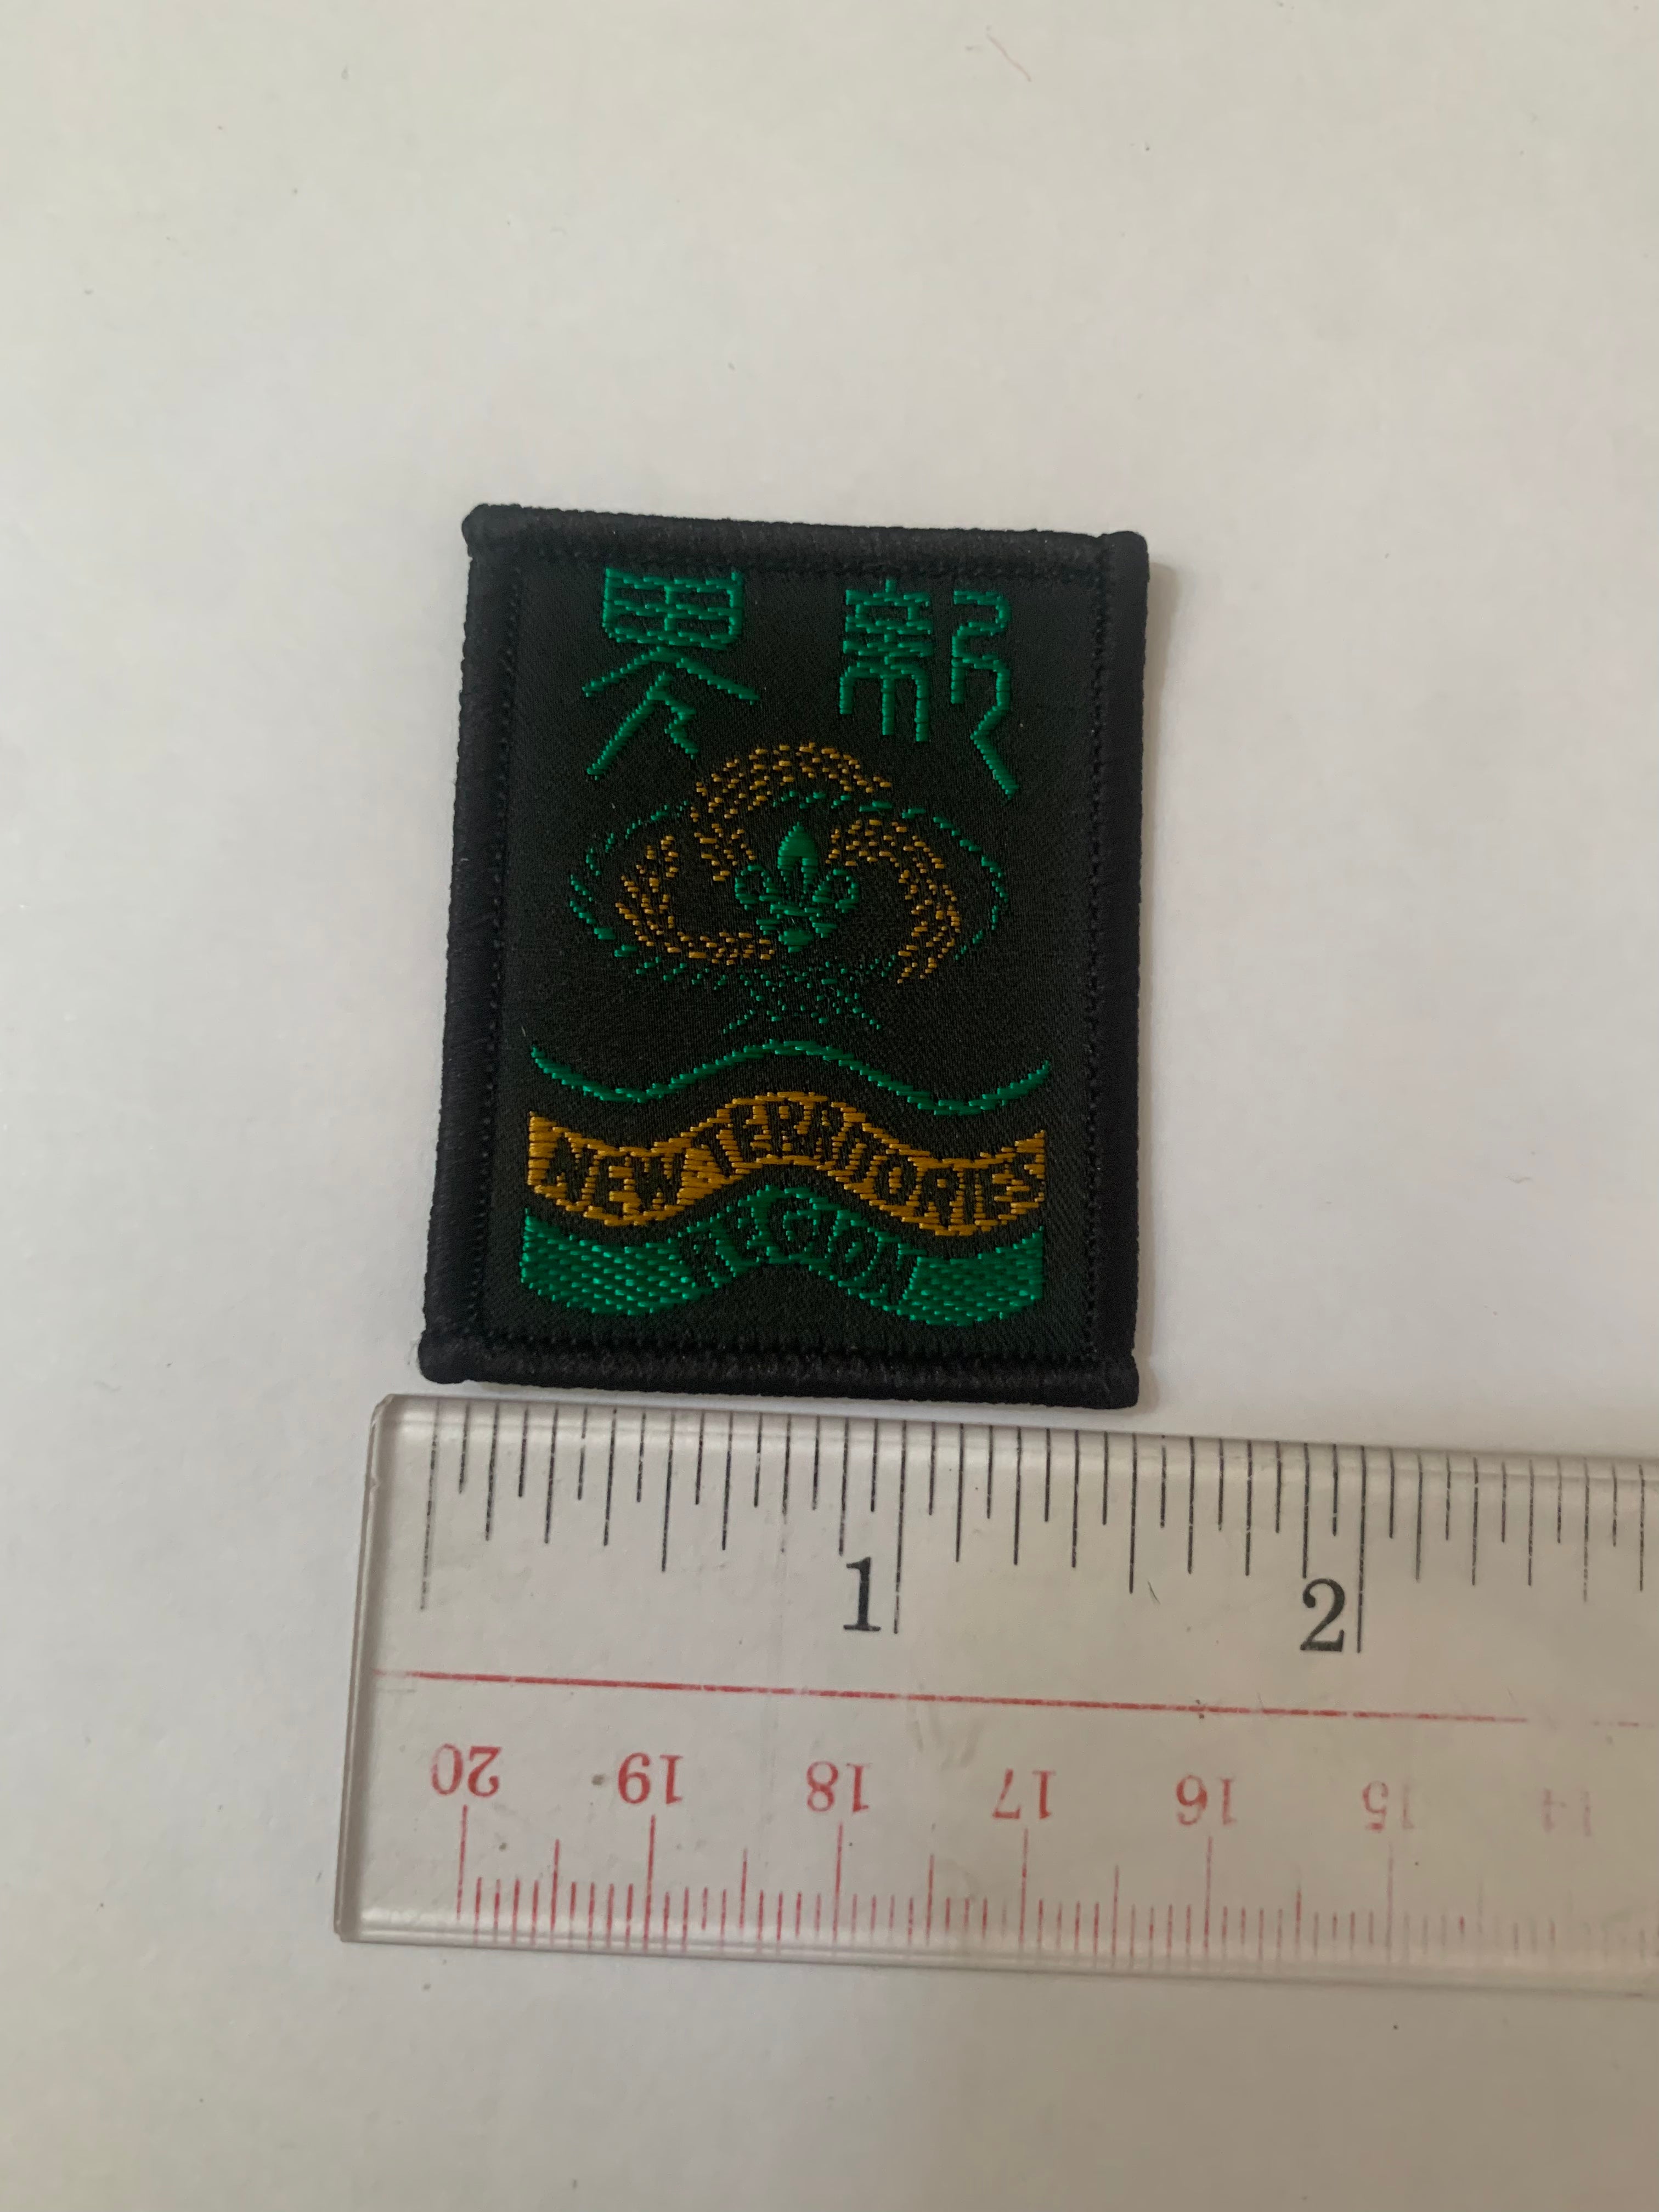 新界
NEW TERRITORIES
REGION
1 2
20 19 18 17 16 15 14